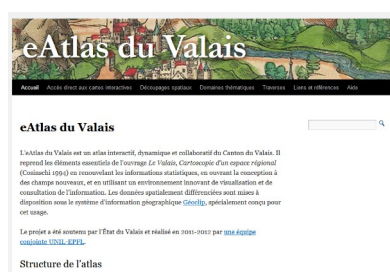 eAtlas du Valais
Accueil Accès direct aux cartes interactives Découpages spatiaux Domaines thématiques Traverses Liens et références Aide
eAtlas du Valais
L'eAtlas du Valais est un atlas interactif, dynamique et collaboratif du Canton du Valais. Il
reprend les éléments essentiels de l'ouvrage Le Valais, Cartoscopie d'un espace régional
(Cosinschi 1994) en renouvelant les informations statistiques, en ouvrant la conception à
des champs nouveaux, et en utilisant un environnement innovant de visualisation et de
consultation de l'information. Les données spatialement différenciées sont mises à
disposition sous le système d'information géographique Géoclip, spécialement conçu pour
cet usage.
Le projet a été soutenu par l'État du Valais et réalisé en 2011-2012 par une équipe
conjointe UNIL-EPFL.
Structure de l'atlas